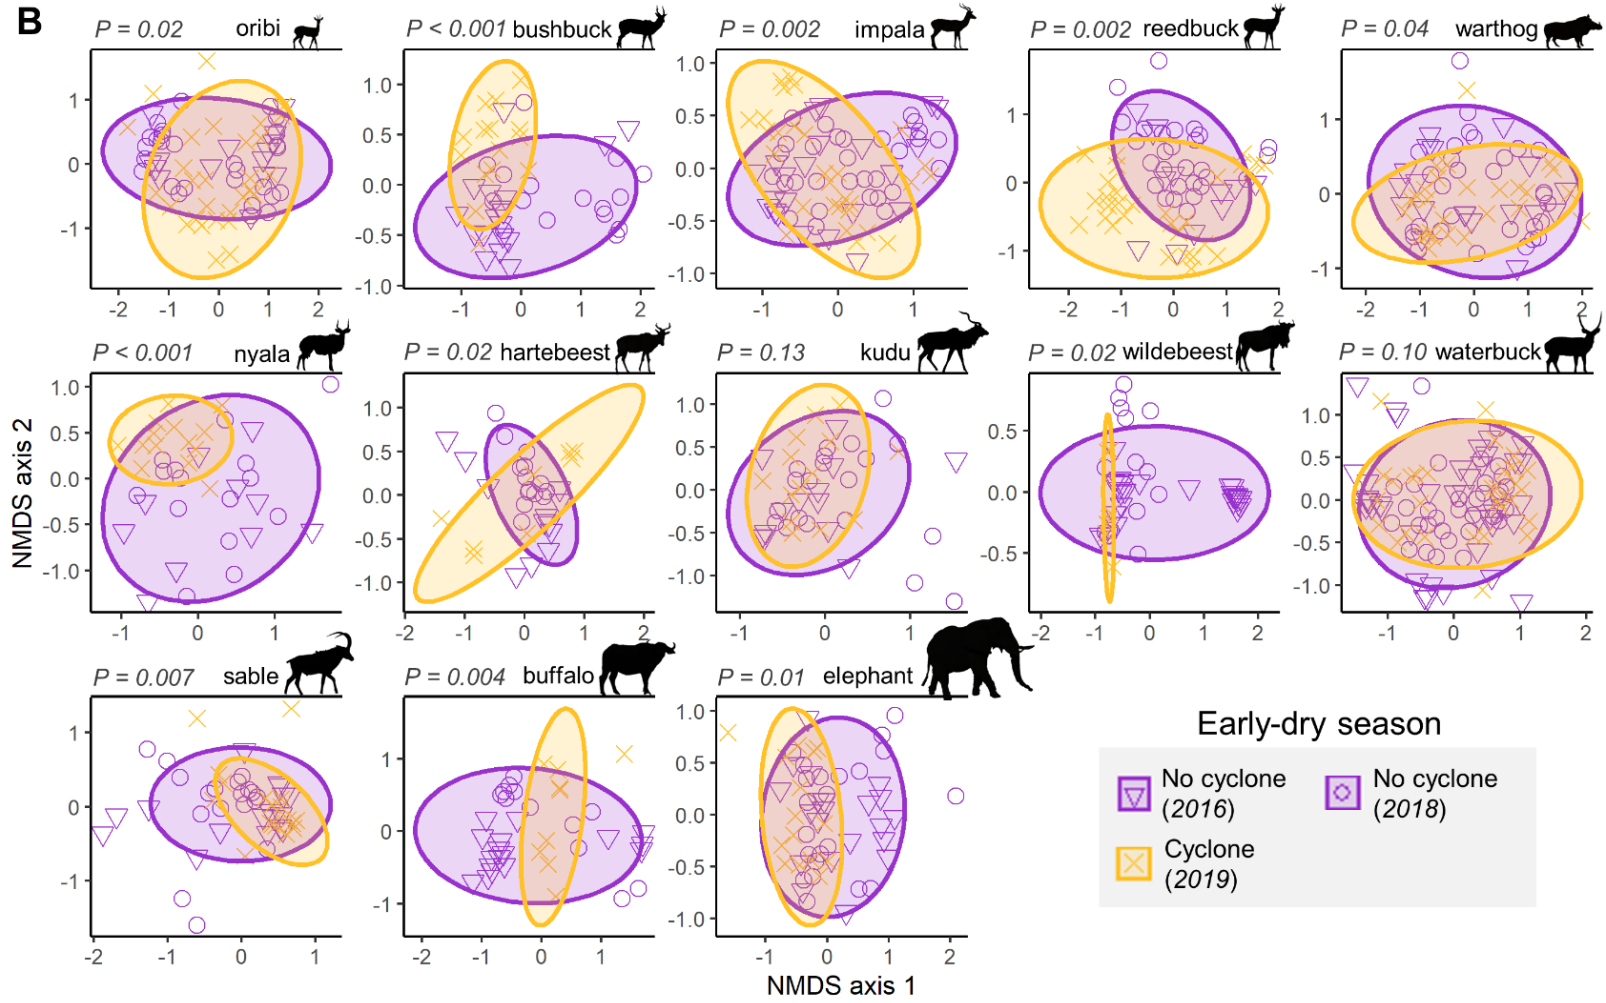 B
P = 0.02 oribi
P < 0.001 bushbuck
P = 0.002 impala
P = 0.002 reedbuck
P = 0.04 warthog
1
0
-1
-2 -1 0 1 2
1.0
0.5
0.0
-0.5
-1.0
-1 0 1 2
1.0
0.5
0.0
-0.5
-1.0
-1 0 1
1
0
-1
-2 -1 0 1 2
1
0
-1
-2 -1 0 1 2
P < 0.001 nyala
P = 0.02 hartebeest
P = 0.13 kudu
P = 0.02 wildebeest
P = 0.10 waterbuck
NMDS axis 2
1.0
0.5
0.0
-0.5
-1.0
-1 0 1
1.0
0.5
0.0
-0.5
-1.0
-2 -1 0 1 2
1.0
0.5
0.0
-0.5
-1.0
-1 0 1
0.5
0.0
-0.5
-2 -1 0 1 2
1.0
0.5
0.0
-0.5
-1.0
-1 0 1 2
P = 0.007 sable
P = 0.004 buffalo
P = 0.01 elephant
1
0
-1
-2 -1 0 1
1
0
-1
-2 -1 0 1
1.0
0.5
0.0
-0.5
-1.0
-1 0 1 2
NMDS axis 1
Early-dry season
No cyclone
(2016)
No cyclone
(2018)
Cyclone
(2019)